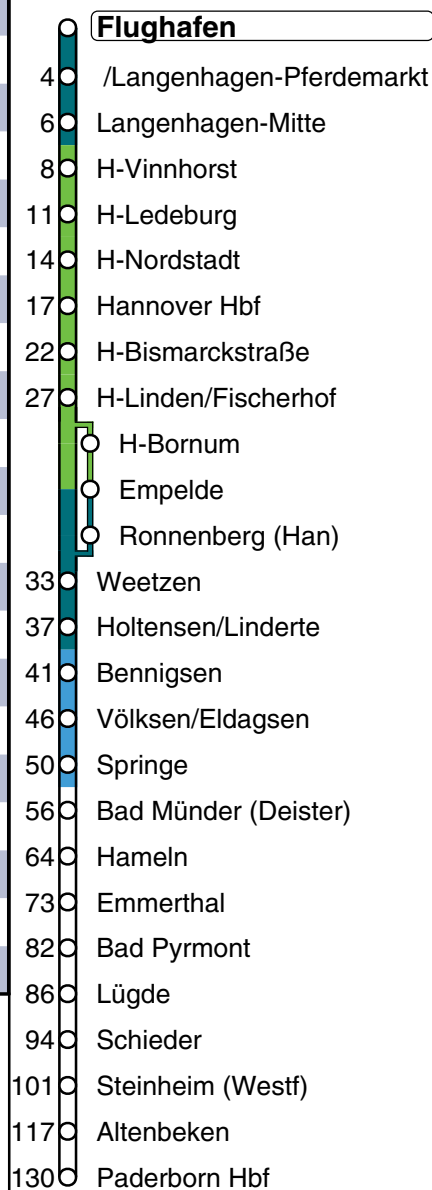 Flughafen
4 /Langenhagen-Pferdemarkt
6 Langenhagen-Mitte
8 H-Vinnhorst
11 H-Ledeburg
14 H-Nordstadt
17 Hannover Hbf
22 H-Bismarckstraße
27 H-Linden/Fischerhof
H-Bornum
Empelde
Ronnenberg (Han)
33 Weetzen
37 Holtensen/Linderte
41 Bennigsen
46 Völksen/Eldagsen
50 Springe
56 Bad Münder (Deister)
64 Hameln
73 Emmerthal
82 Bad Pyrmont
86 Lügde
94 Schieder
101 Steinheim (Westf)
117 Altenbeken
130 Paderborn Hbf